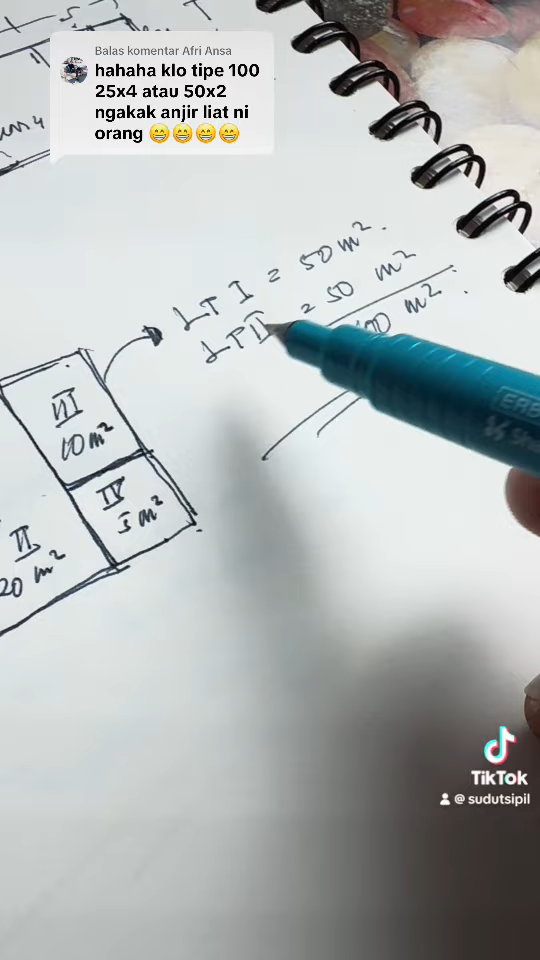 Balas komentar Afri Ansa
hahaha klo tipe 100
25x4 atau 50x2
ngakak anjir liat ni
orang 😁😁😁😁
LT I = 50 m².
LT II = 50 m²
100 m².
III
10 m²
IV
5 m²
II
20 m²
TikTok
@ sudutsipil